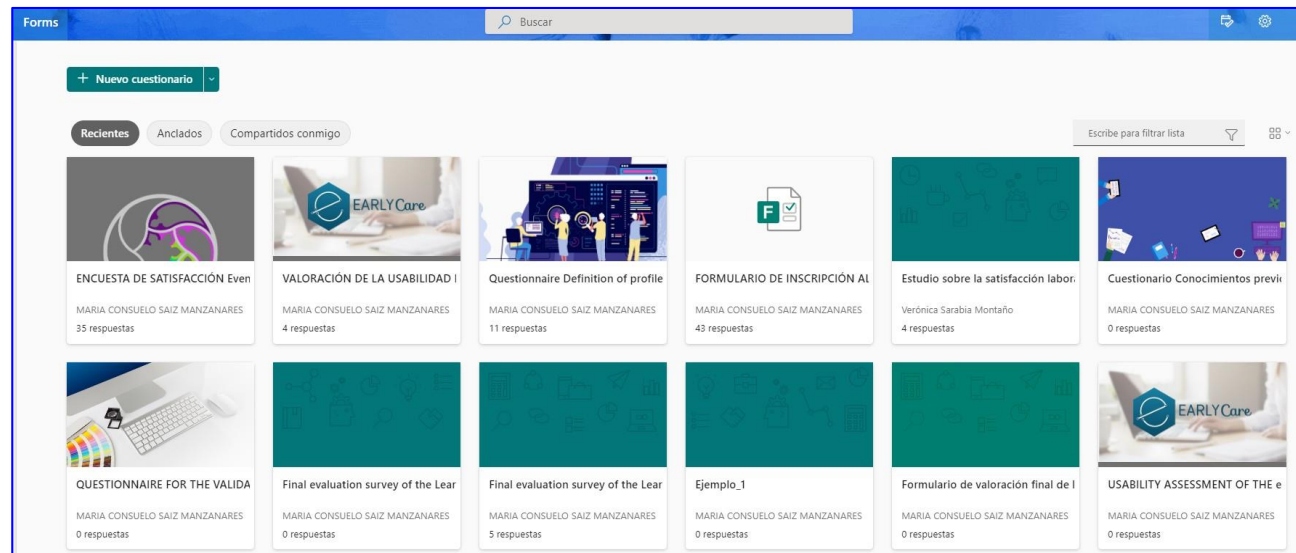 Forms
Buscar
+ Nuevo cuestionario
Recientes
Anclados
Compartidos conmigo
Escribe para filtrar lista
EARLYCare
F
ENCUESTA DE SATISFACCIÓN Even
VALORACIÓN DE LA USABILIDAD
Questionnaire Definition of profile
FORMULARIO DE INSCRIPCIÓN AL
Estudio sobre la satisfacción labor
Cuestionario Conocimientos previ
MARIA CONSUELO SAIZ MANZANARES
MARIA CONSUELO SAIZ MANZANARES
MARIA CONSUELO SAIZ MANZANARES
MARIA CONSUELO SAIZ MANZANARES
Verónica Sarabia Montaño
MARIA CONSUELO SAIZ MANZANARES
35 respuestas
4 respuestas
11 respuestas
43 respuestas
4 respuestas
0 respuestas
EARLYCare
QUESTIONNAIRE FOR THE VALIDA
Final evaluation survey of the Lear
Final evaluation survey of the Lear
Ejemplo_1
Formulario de valoración final de l
USABILITY ASSESSMENT OF THE e
MARIA CONSUELO SAIZ MANZANARES
MARIA CONSUELO SAIZ MANZANARES
MARIA CONSUELO SAIZ MANZANARES
MARIA CONSUELO SAIZ MANZANARES
MARIA CONSUELO SAIZ MANZANARES
MARIA CONSUELO SAIZ MANZANARES
0 respuestas
0 respuestas
5 respuestas
0 respuestas
0 respuestas
0 respuestas